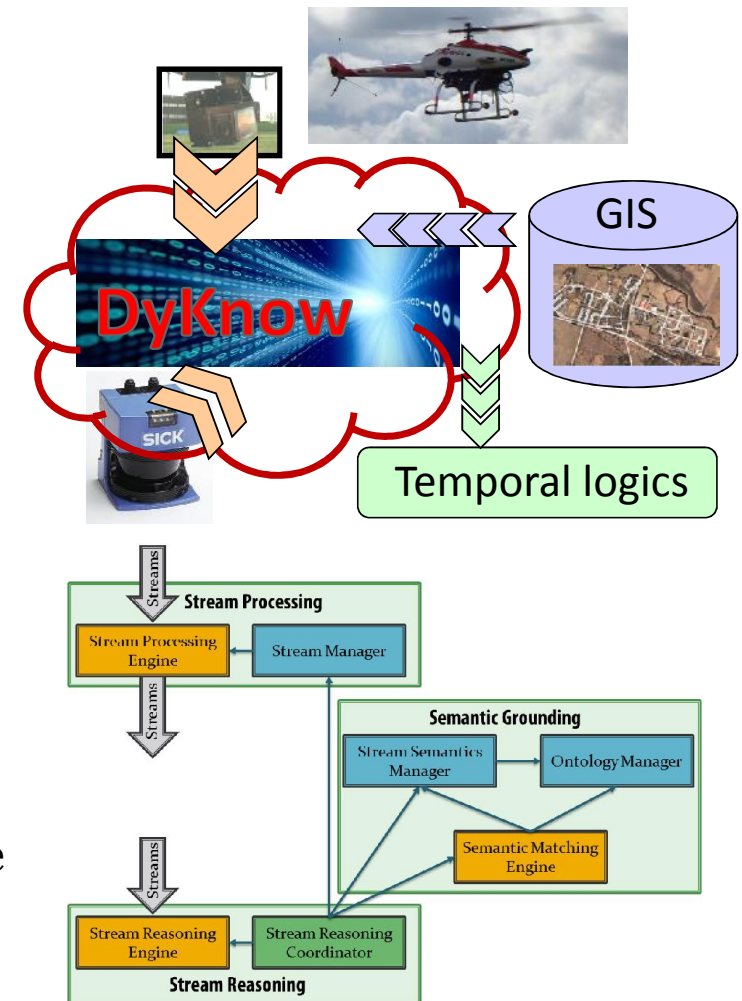 GIS
DyKnow
SICK
Temporal logics
Streams
Stream Processing
Stream Processing
Engine
Stream Manager
Streams
Semantic Grounding
Stream Semantics
Manager
Ontology Manager
Semantic Matching
Engine
e
Streams
Stream Reasoning
Engine
Stream Reasoning
Coordinator
Stream Reasoning